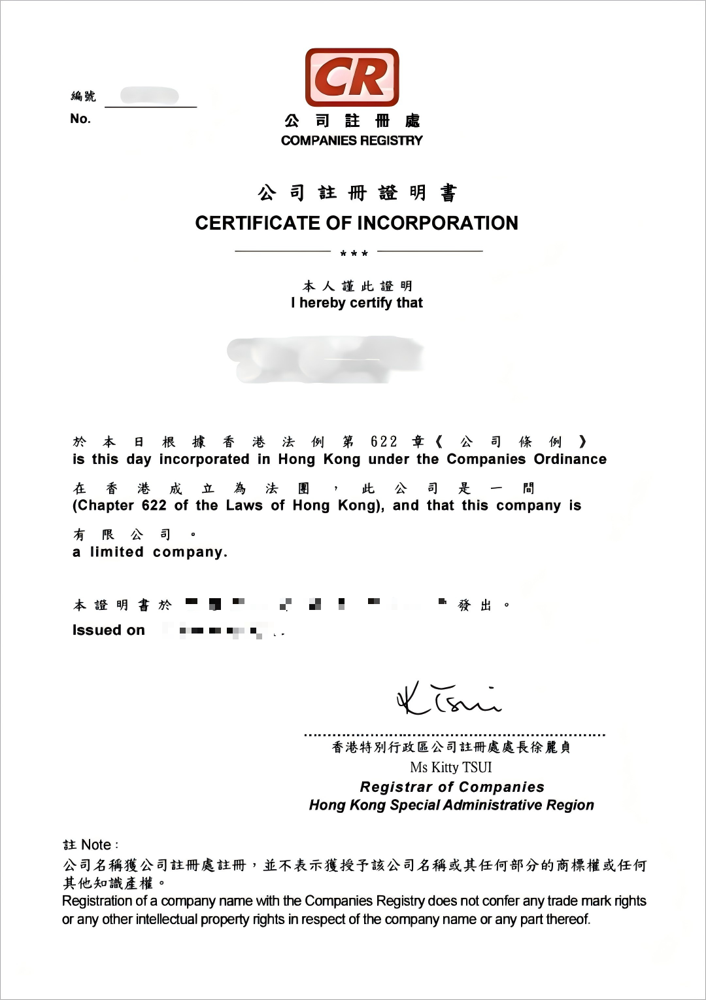 編號
No.
CR
公司註冊處
COMPANIES REGISTRY
公司註冊證明書
CERTIFICATE OF INCORPORATION
***
本人謹此證明
I hereby certify that
於本日根據香港法例第622章《公司條例》
is this day incorporated in Hong Kong under the Companies Ordinance
在香港成立為法團，此公司是一間
(Chapter 622 of the Laws of Hong Kong), and that this company is
有限公司。
a limited company.
本證明書於 發出。
Issued on
K Tsui
香港特別行政區公司註冊處處長徐麗貞
Ms Kitty TSUI
Registrar of Companies
Hong Kong Special Administrative Region
註 Note :
公司名稱獲公司註冊處註冊，並不表示獲授予該公司名稱或其任何部分的商標權或任何
其他知識產權。
Registration of a company name with the Companies Registry does not confer any trade mark rights
or any other intellectual property rights in respect of the company name or any part thereof.